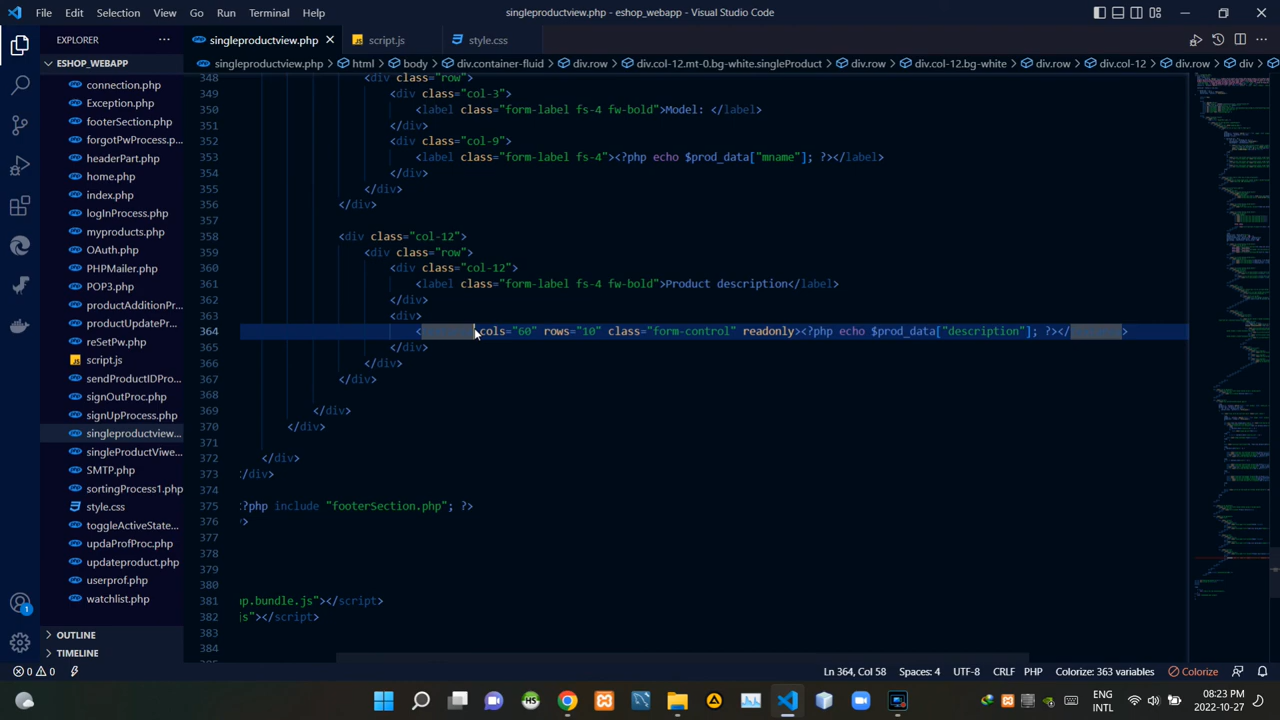 File Edit Selection View Go Run Terminal Help
singleproductview.php - eshop_webapp - Visual Studio Code
EXPLORER
singleproductview.php
script.js
style.css
ESHOP_WEBAPP
singleproductview.php > html > body > div.container-fluid > div.row > div.col-12.mt-0.bg-white.singleProduct > div.row > div.col-12.bg-white > div.row > div.col-12 > div.row > div
connection.php
Exception.php
footerSection.php
forgotPwProcess.p...
headerPart.php
home.php
index.php
logInProcess.php
myproducts.php
OAuth.php
PHPMailer.php
POP3.php
productAdditionPr...
productUpdatePr...
reSetPw.php
script.js
sendProductIDPro...
signOutProc.php
signUpProcess.php
singleproductview...
singleProductViwe...
SMTP.php
sortingProcess1.php
style.css
toggleActiveState...
updaProfProc.php
updateproduct.php
userprof.php
watchlist.php
OUTLINE
TIMELINE
348 <div class="row">
349 <div class="col-3">
350 <label class="form-label fs-4 fw-bold">Model: </label>
351 </div>
352 <div class="col-9">
353 <label class="form-label fs-4"><?php echo $prod_data["mname"]; ?></label>
354 </div>
355 </div>
356 </div>
357
358 <div class="col-12">
359 <div class="row">
360 <div class="col-12">
361 <label class="form-label fs-4 fw-bold">Product description</label>
362 </div>
363 <div>
364 < cols="60" rows="10" class="form-control" readonly><?php echo $prod_data["description"]; ?></ >
365 </div>
366 </div>
367 </div>
368
369 </div>
370 </div>
371
372 </div>
373 </div>
374
375 <?php include "footerSection.php"; ?>
376 >
377
378
379
380
381 p.bundle.js"></script>
382 js"></script>
383
384
0 0
Ln 364, Col 58 Spaces: 4 UTF-8 CRLF PHP Colorize: 363 variables Colorize
1
ENG
INTL
08:23 PM
2022-10-27